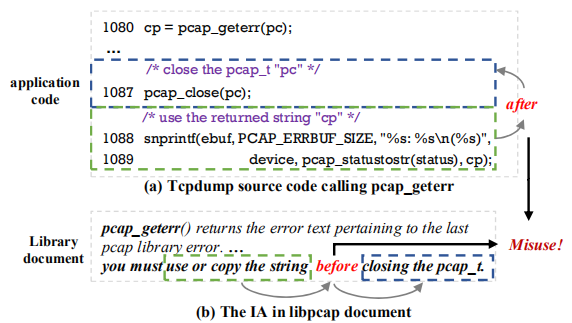 1080 cp = pcap_geterr(pc);
...
application
code
/* close the pcap_t "pc" */
1087 pcap_close(pc);
after
/* use the returned string "cp" */
1088 snprintf(ebuf, PCAP_ERRBUF_SIZE, "%s: %s\n(%s)",
1089 device, pcap_statustostr(status), cp);
(a) Tcpdump source code calling pcap_geterr
Library
document
pcap_geterr() returns the error text pertaining to the last
pcap library error. ...
you must use or copy the string before closing the pcap_t.
Misuse!
(b) The IA in libpcap document